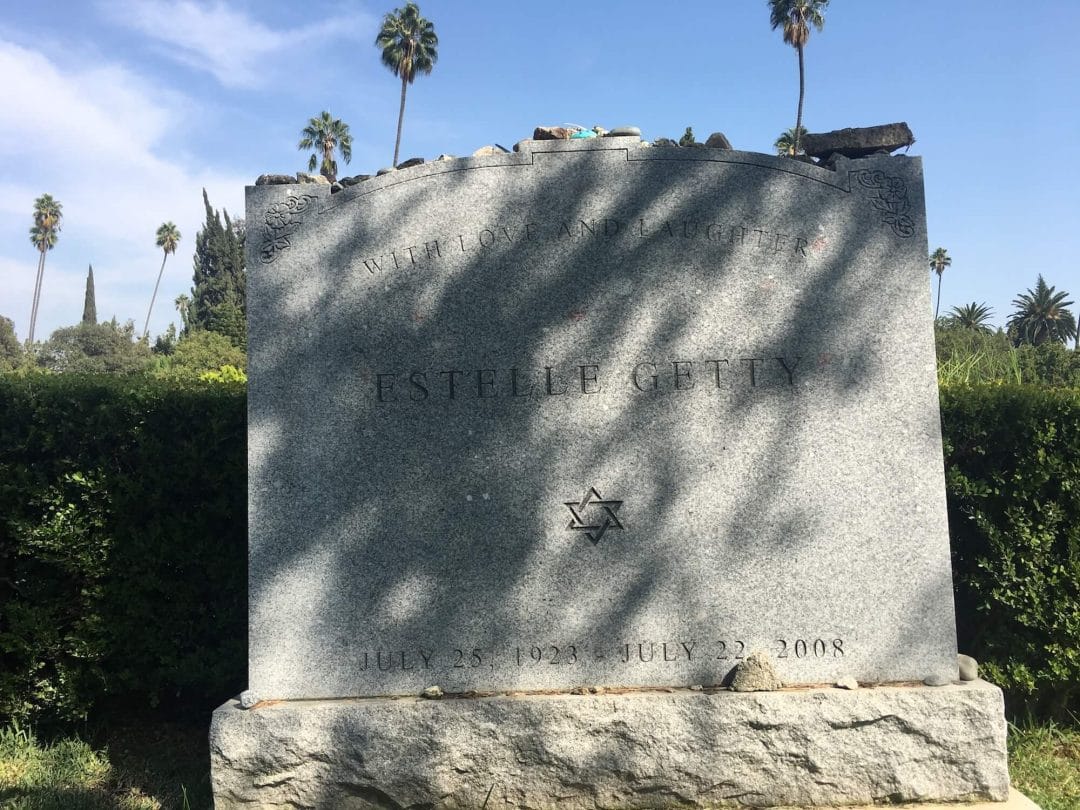 WITH LOVE AND LAUGHTER
ESTELLE GETTY
JULY 25, 1923 - JULY 22, 2008